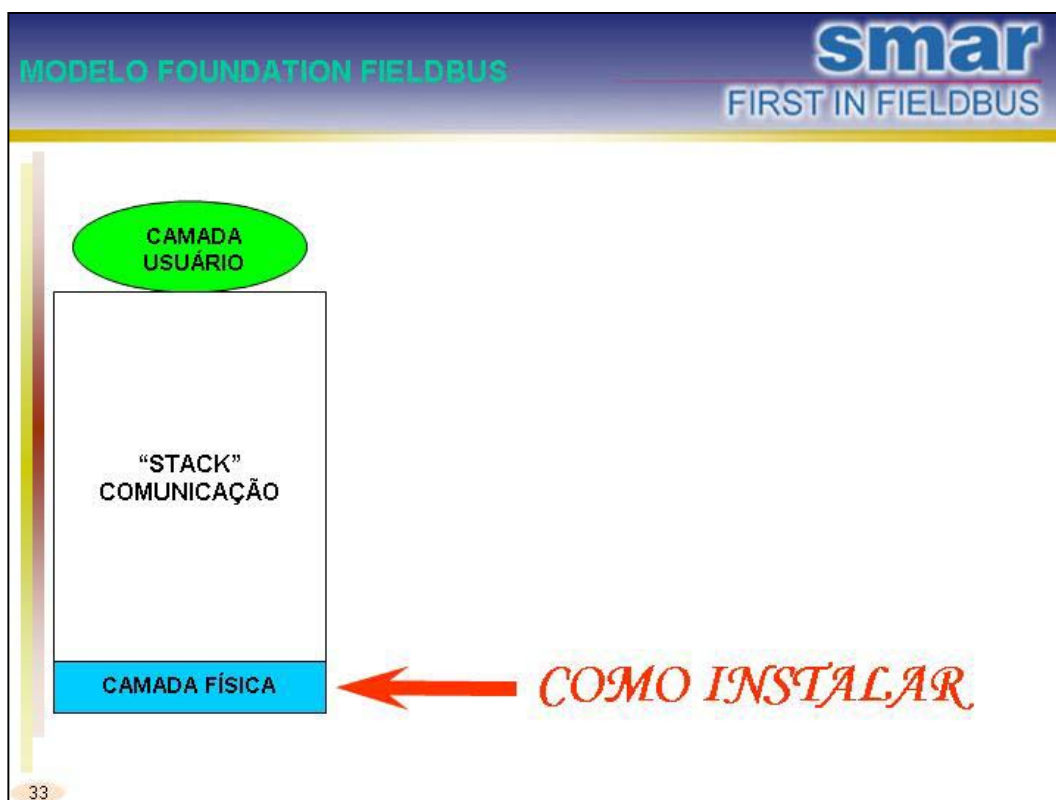 MODELO FOUNDATION FIELDBUS
smar
FIRST IN FIELDBUS
CAMADA
USUÁRIO
“STACK”
COMUNICAÇÃO
CAMADA FÍSICA
COMO INSTALAR
33